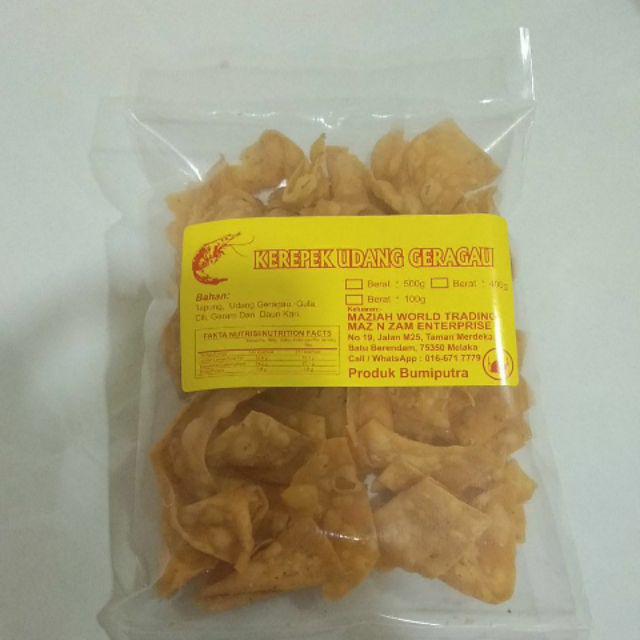 KEREPEK UDANG GERAGAU
Bahan:
Tepung, Udang Geragau, Gula,
Cili, Garam Dan Daun Kari.
FAKTA NUTRISI/NUTRITION FACTS
Berat : 500g
Berat : 400g
Berat : 100g
Keluaran:
MAZIAH WORLD TRADING
MAZ N ZAM ENTERPRISE
No 19, Jalan M25, Taman Merdeka,
Batu Berendam, 75350 Melaka
Call / WhatsApp : 016-671 7779
Produk Bumiputra